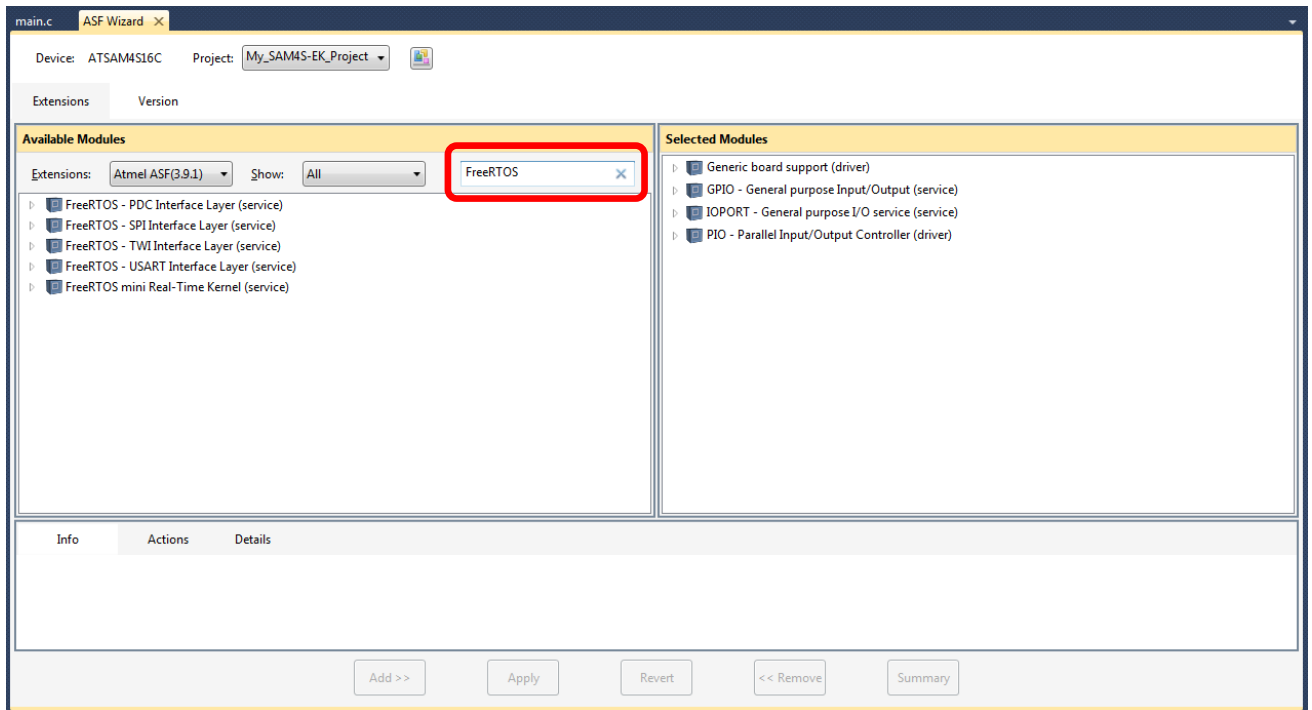 main.c ASF Wizard
Device: ATSAM4S16C Project: My_SAM4S-EK_Project
Extensions Version
Available Modules
Extensions: Atmel ASF(3.9.1) Show: All FreeRTOS
FreeRTOS - PDC Interface Layer (service)
FreeRTOS - SPI Interface Layer (service)
FreeRTOS - TWI Interface Layer (service)
FreeRTOS - USART Interface Layer (service)
FreeRTOS mini Real-Time Kernel (service)
Selected Modules
Generic board support (driver)
GPIO - General purpose Input/Output (service)
IOPORT - General purpose I/O service (service)
PIO - Parallel Input/Output Controller (driver)
Info Actions Details
Add >> Apply Revert << Remove Summary